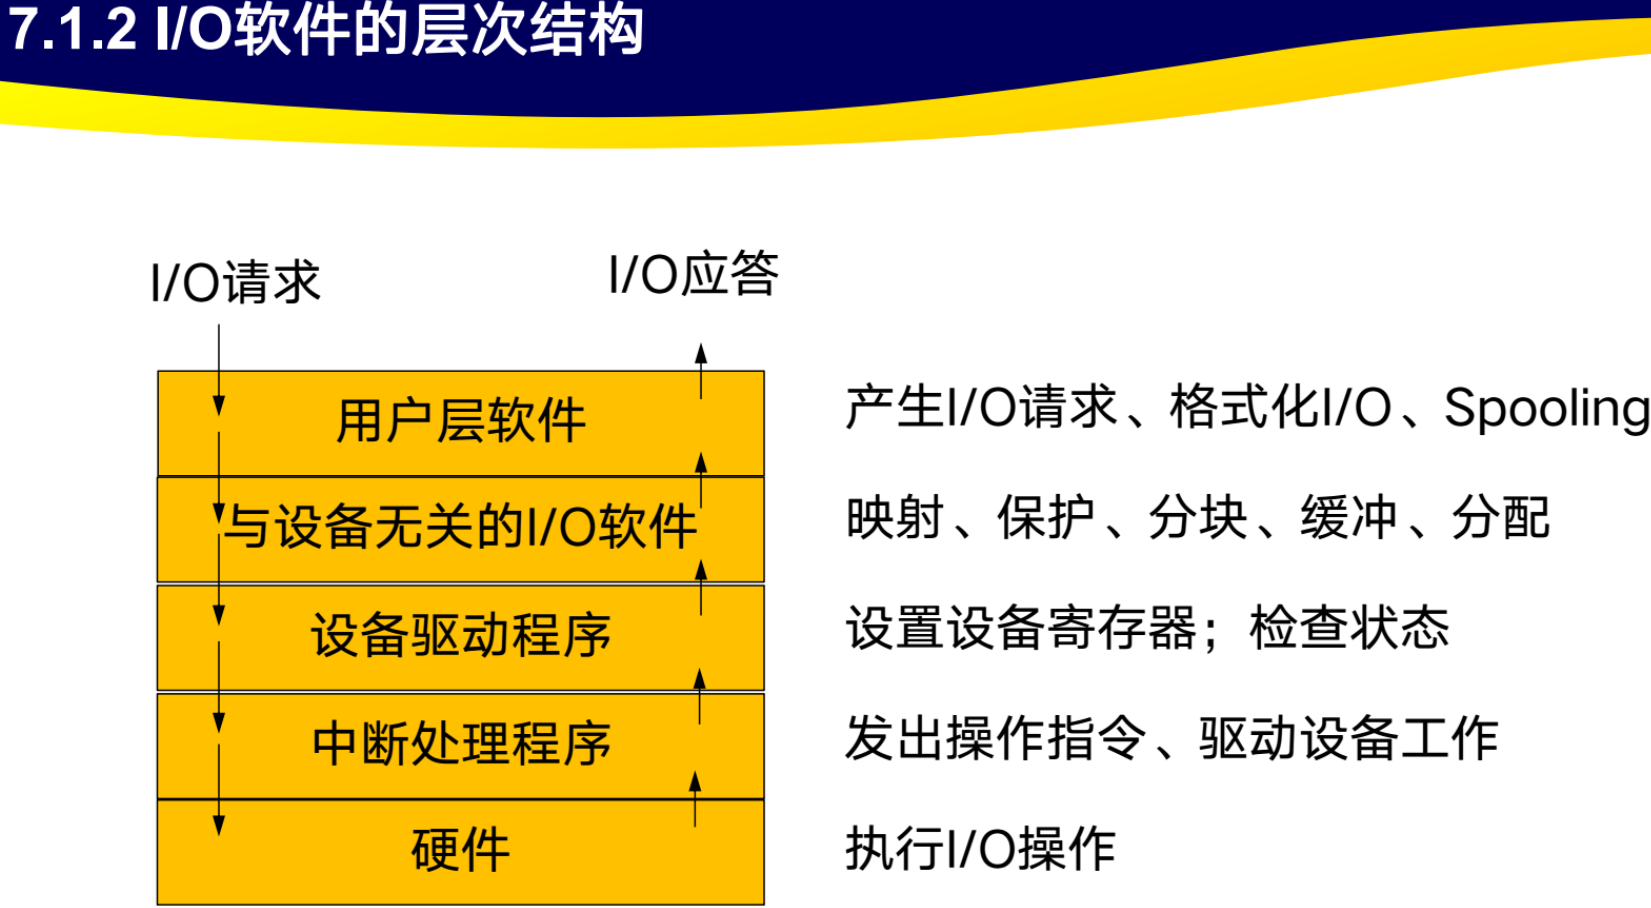 7.1.2 I/O软件的层次结构
I/O请求
I/O应答
用户层软件
产生I/O请求、格式化I/O、Spooling
与设备无关的I/O软件
映射、保护、分块、缓冲、分配
设备驱动程序
设置设备寄存器；检查状态
中断处理程序
发出操作指令、驱动设备工作
硬件
执行I/O操作